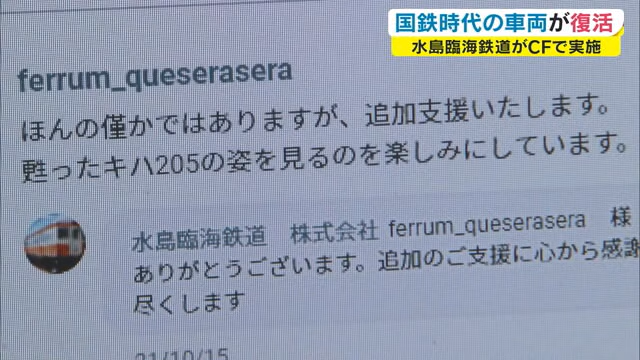 国鉄時代の車両が復活
水島臨海鉄道がCFで実施
ferrum_queserasera
ほんの僅かではありますが、追加支援いたします。
甦ったキハ205の姿を見るのを楽しみにしています。
水島臨海鉄道 株式会社 ferrum_queserasera 様
ありがとうございます。追加のご支援に心から感謝
尽くします
21/10/15